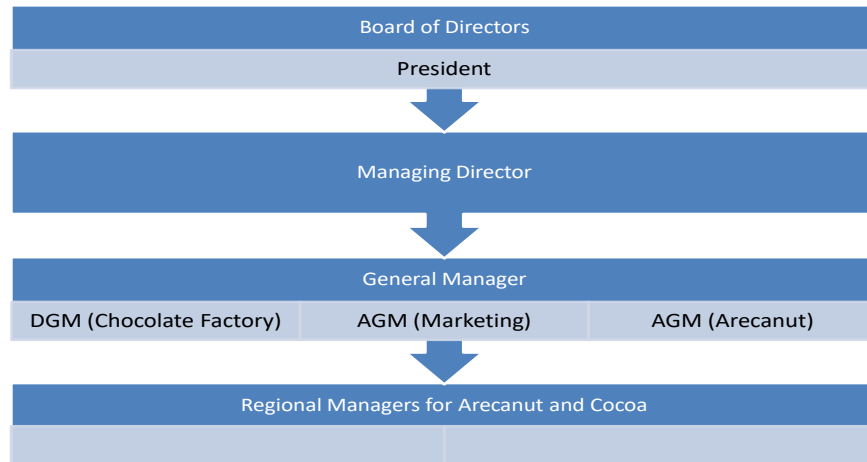 Board of Directors
President
Managing Director
General Manager
DGM (Chocolate Factory) AGM (Marketing) AGM (Arecanut)
Regional Managers for Arecanut and Cocoa